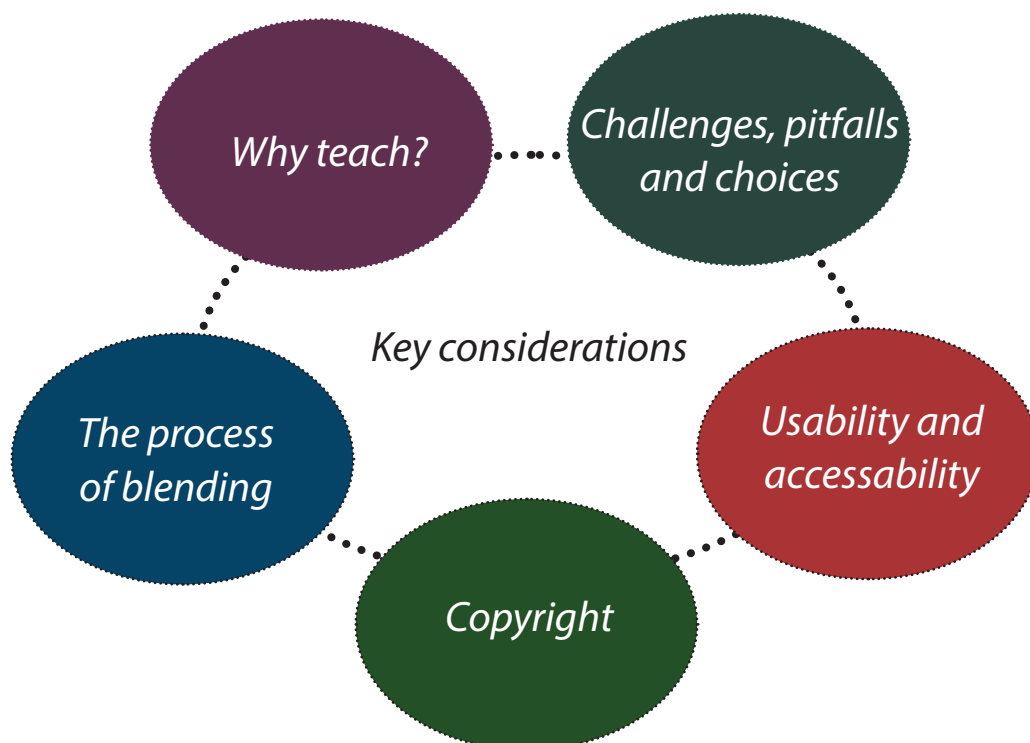 Why teach?
Challenges, pitfalls
and choices
Key considerations
The process
of blending
Usability and
accessability
Copyright